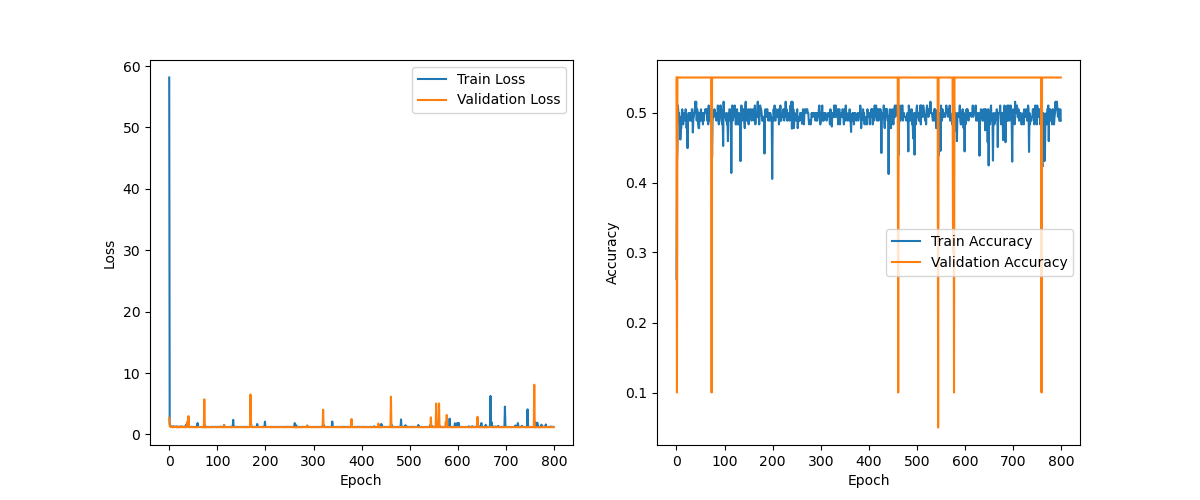 60
50
40
30
20
10
0
Loss
0 100 200 300 400 500 600 700 800
Epoch
Train Loss
Validation Loss
0.5
0.4
0.3
0.2
0.1
Accuracy
0 100 200 300 400 500 600 700 800
Epoch
Train Accuracy
Validation Accuracy